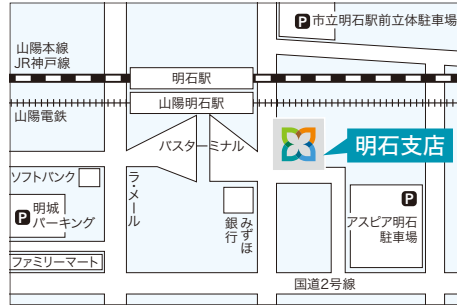 P 市立明石駅前立体駐車場
山陽本線
JR神戸線
明石駅
山陽明石駅
山陽電鉄
バスターミナル
明石支店
ソフトバンク
ラ・メール
P 明城
パーキング
みずほ
銀行
P
アスピア明石
駐車場
ファミリーマート
国道2号線